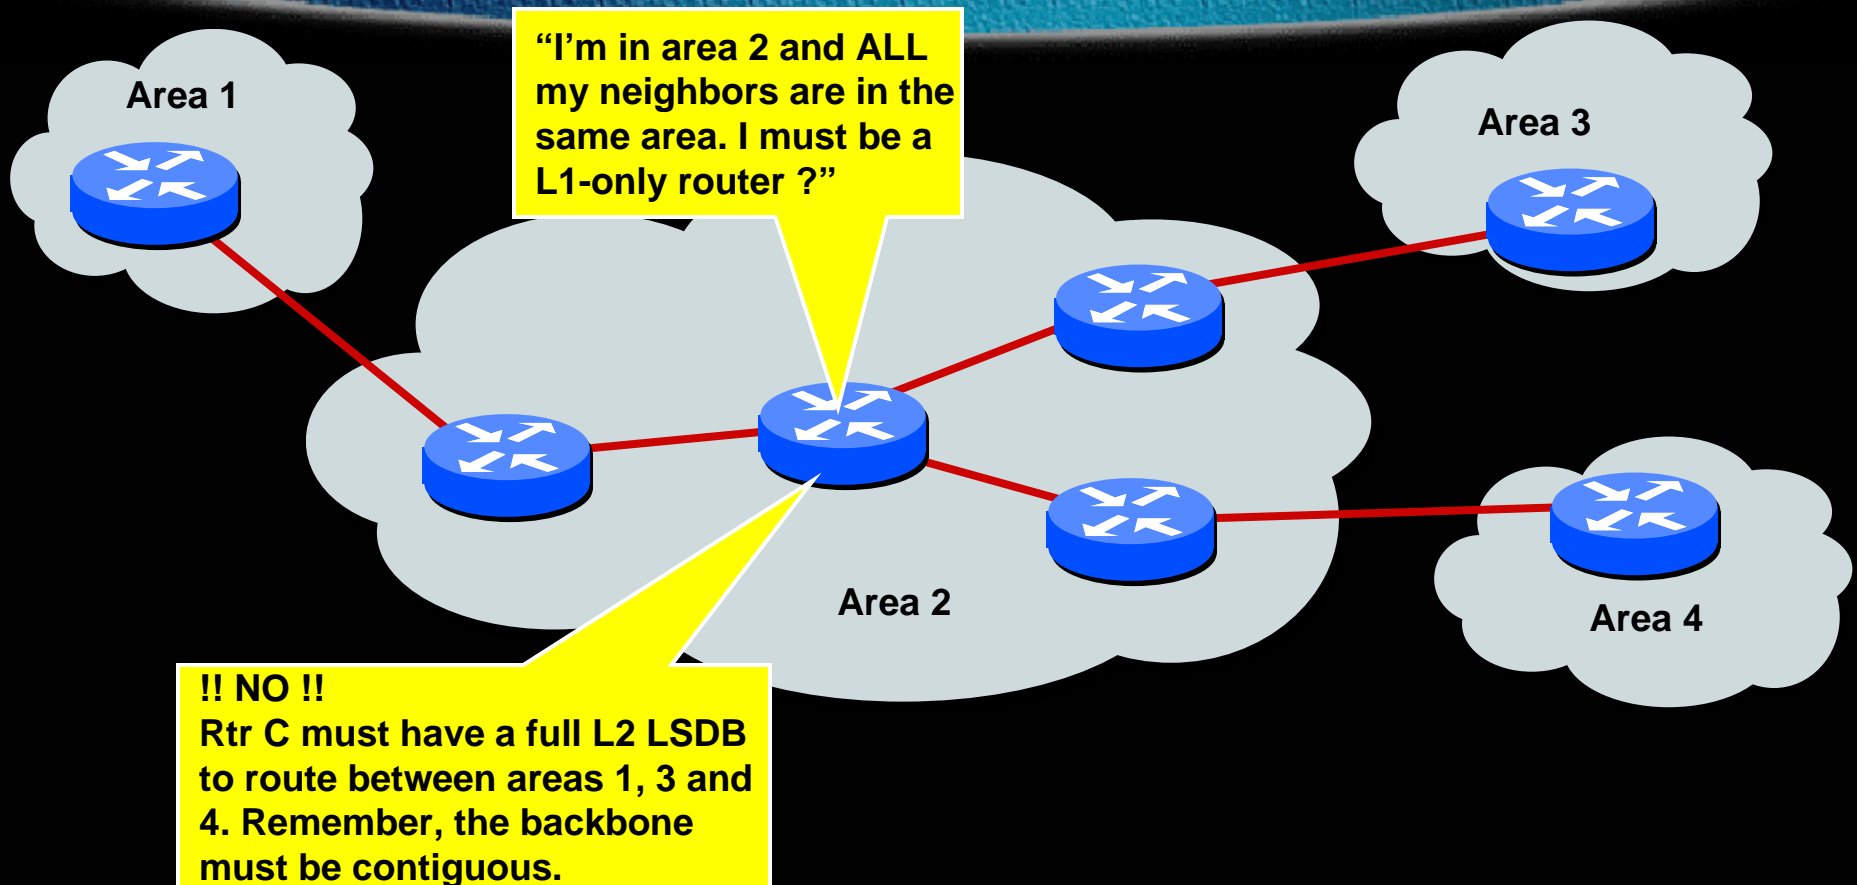 Area 1
“I’m in area 2 and ALL
my neighbors are in the
same area. I must be a
L1-only router ?”
Area 3
Area 2
Area 4
!! NO !!
Rtr C must have a full L2 LSDB
to route between areas 1, 3 and
4. Remember, the backbone
must be contiguous.